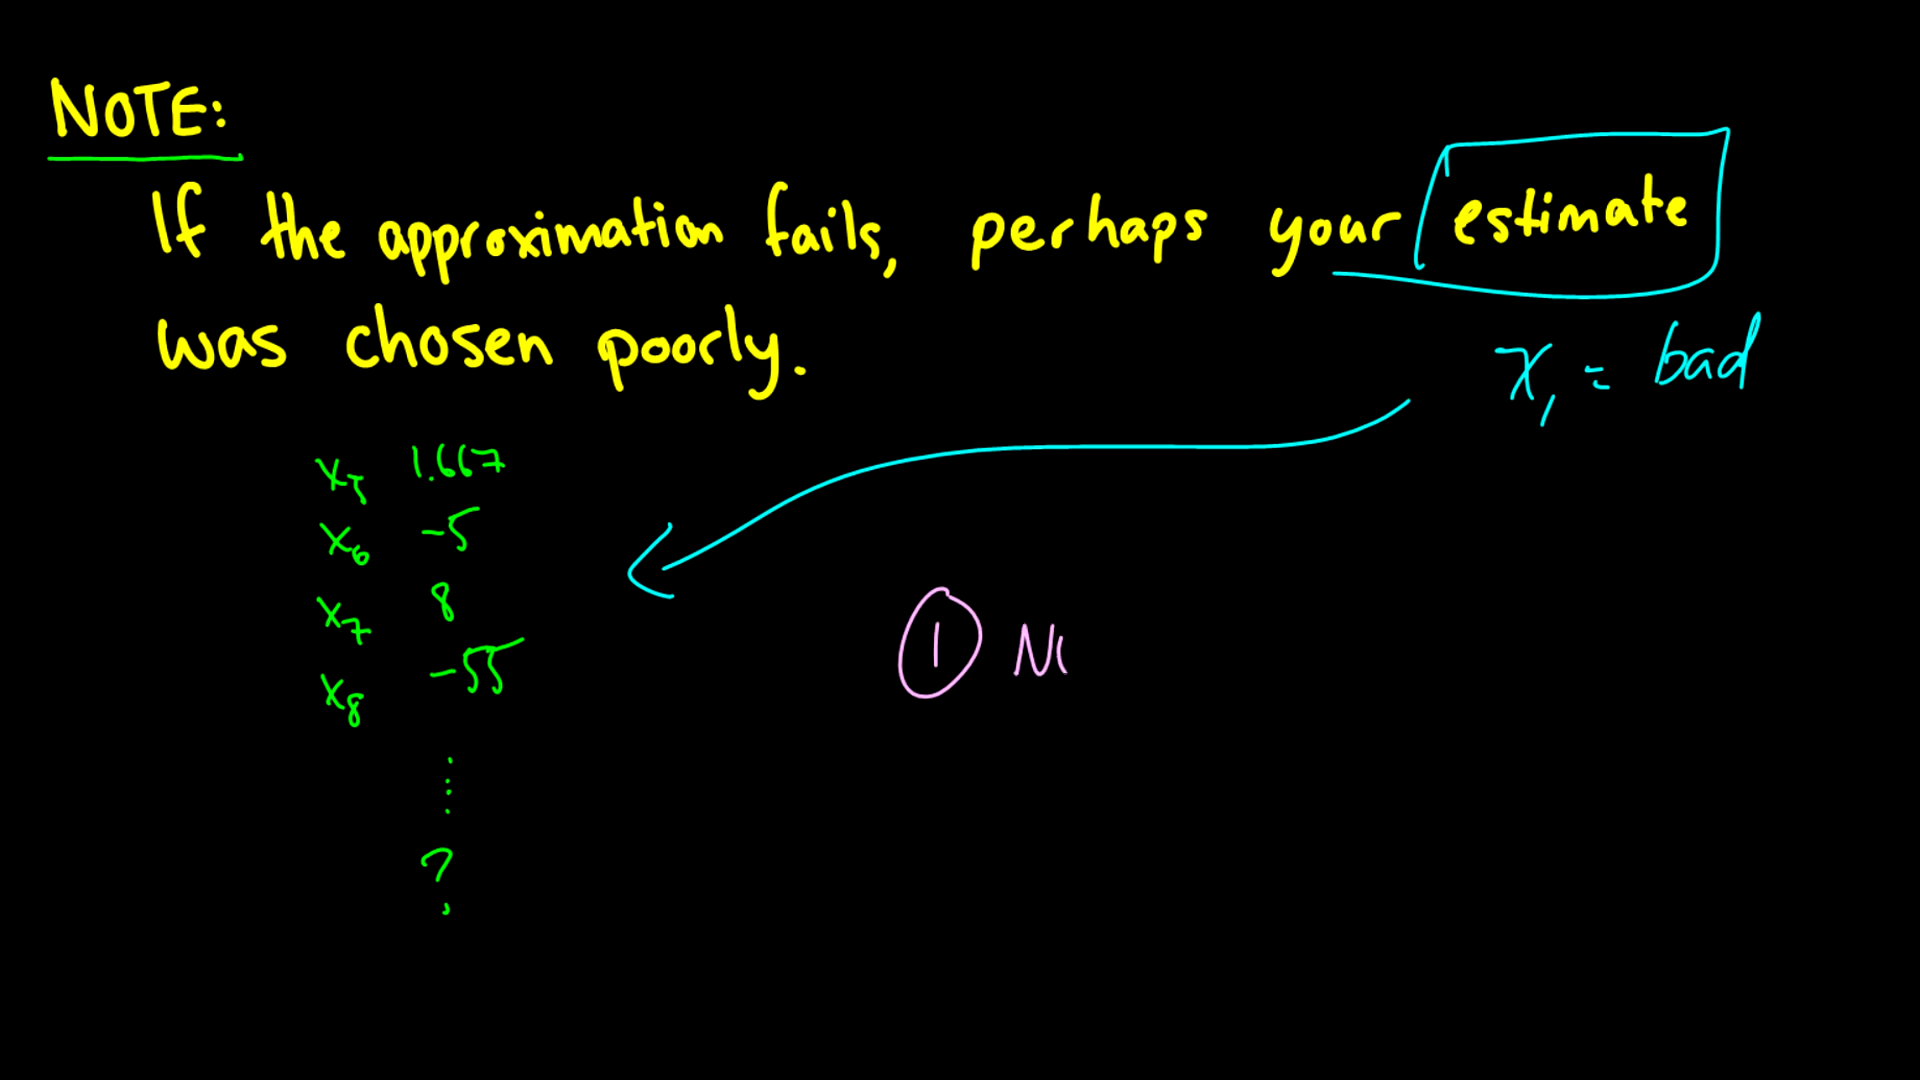 NOTE:
If the approximation fails, perhaps your estimate
was chosen poorly.
x₁ = bad
x₅ 1.667
x₆ -5
x₇ 8
x₈ -55
⋮
?
①